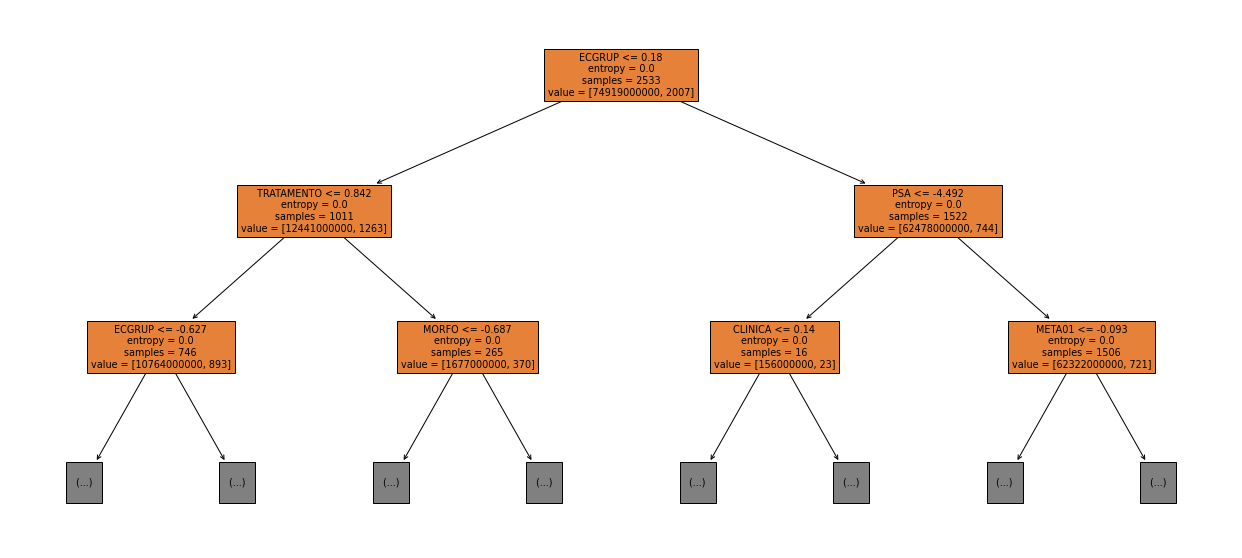 ECGRUP <= 0.18
entropy = 0.0
samples = 2533
value = [74919000000, 2007]
TRATAMENTO <= 0.842
entropy = 0.0
samples = 1011
value = [12441000000, 1263]
PSA <= -4.492
entropy = 0.0
samples = 1522
value = [62478000000, 744]
ECGRUP <= -0.627
entropy = 0.0
samples = 746
value = [10764000000, 893]
MORFO <= -0.687
entropy = 0.0
samples = 265
value = [1677000000, 370]
CLINICA <= 0.14
entropy = 0.0
samples = 16
value = [156000000, 23]
META01 <= -0.093
entropy = 0.0
samples = 1506
value = [62322000000, 721]
(...)
(...)
(...)
(...)
(...)
(...)
(...)
(...)